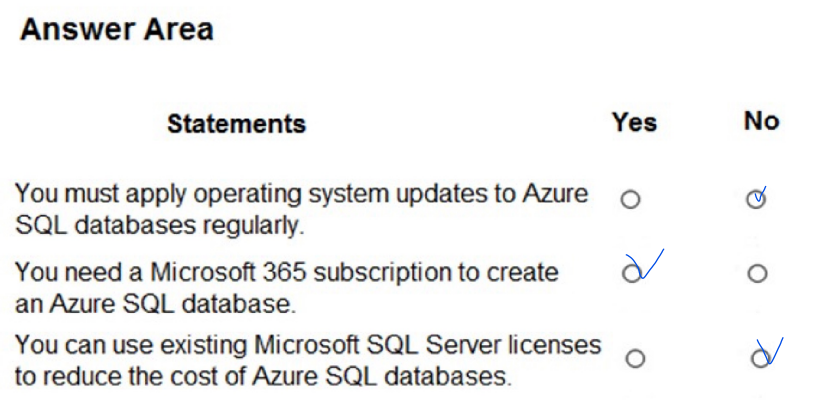 Answer Area
Statements Yes No
You must apply operating system updates to Azure
SQL databases regularly.
You need a Microsoft 365 subscription to create
an Azure SQL database.
You can use existing Microsoft SQL Server licenses
to reduce the cost of Azure SQL databases.